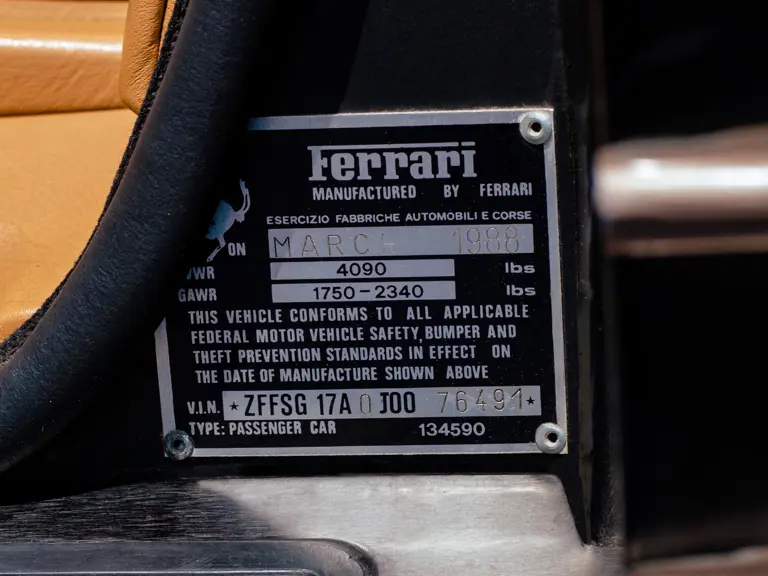 Ferrari
MANUFACTURED BY FERRARI
ESERCIZIO FABBRICHE AUTOMOBILI E CORSE
ON MARCH 1988
VWR 4090 lbs
GAWR 1750-2340 lbs
THIS VEHICLE CONFORMS TO ALL APPLICABLE
FEDERAL MOTOR VEHICLE SAFETY, BUMPER AND
THEFT PREVENTION STANDARDS IN EFFECT ON
THE DATE OF MANUFACTURE SHOWN ABOVE
V.I.N. *ZFFSG 17A 0 J00 76491*
TYPE: PASSENGER CAR 134590